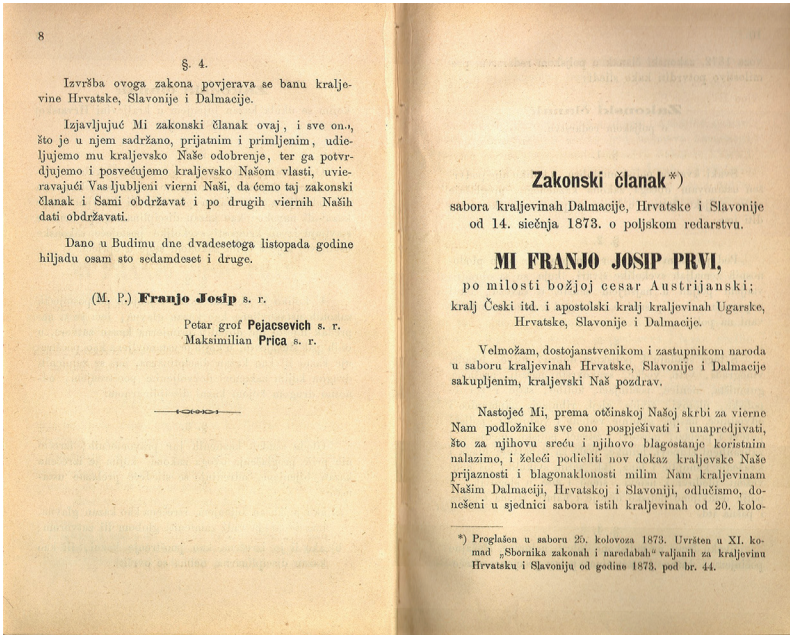 8
§. 4.
Izvršba ovoga zakona povjerava se banu kralje-
vine Hrvatske, Slavonije i Dalmacije.
Izjavljujuć Mi zakonski članak ovaj, i sve ono,
što je u njem sadržano, prijatnim i primljenim, udie-
ljujemo mu kraljevsko Naše odobrenje, ter ga potvr-
djujemo i posvećujemo kraljevsko Našom vlasti, uvie-
ravajući Vas ljubljeni vierni Naši, da ćemo taj zakonski
članak i Sami obdržavat i po drugih viernih Naših
dati obdržavati.
Dano u Budimu dne dvadesetoga listopada godine
hiljadu osam sto sedamdeset i druge.
(M. P.) Franjo Josip s. r.
Petar grof Pejacsevich s. r.
Maksimilian Prica s. r.
Zakonski članak*)
sabora kraljevinah Dalmacije, Hrvatske i Slavonije
od 14. siečnja 1873. o poljskom redarstvu.
MI FRANJO JOSIP PRVI,
po milosti božjoj cesar Austrijanski;
kralj Česki itd. i apostolski kralj kraljevinah Ugarske,
Hrvatske, Slavonije i Dalmacije.
Velmožam, dostojanstvenikom i zastupnikom naroda
u saboru kraljevinah Hrvatske, Slavonije i Dalmacije
sakupljenim, kraljevski Naš pozdrav.
Nastojeć Mi, prema otčinskoj Našoj skrbi za vierne
Nam podložnike sve ono pospješivati i unapredjivati,
što za njihovu sreću i njihovo blagostanje koristnim
nalazimo, i želeći podieliti nov dokaz kraljevske Naše
prijaznosti i blagonaklonosti milim Nam kraljevinam
Našim Dalmaciji, Hrvatskoj i Slavoniji, odlučismo, do-
nešeni u sjednici sabora istih kraljevinah od 20. kolo-
*) Proglašen u saboru 25. kolovoza 1873. Uvršten u XI. ko-
mad „Sbornika zakonah i naredabah“ valjanih za kraljevinu
Hrvatsku i Slavoniju od godine 1873. pod br. 44.